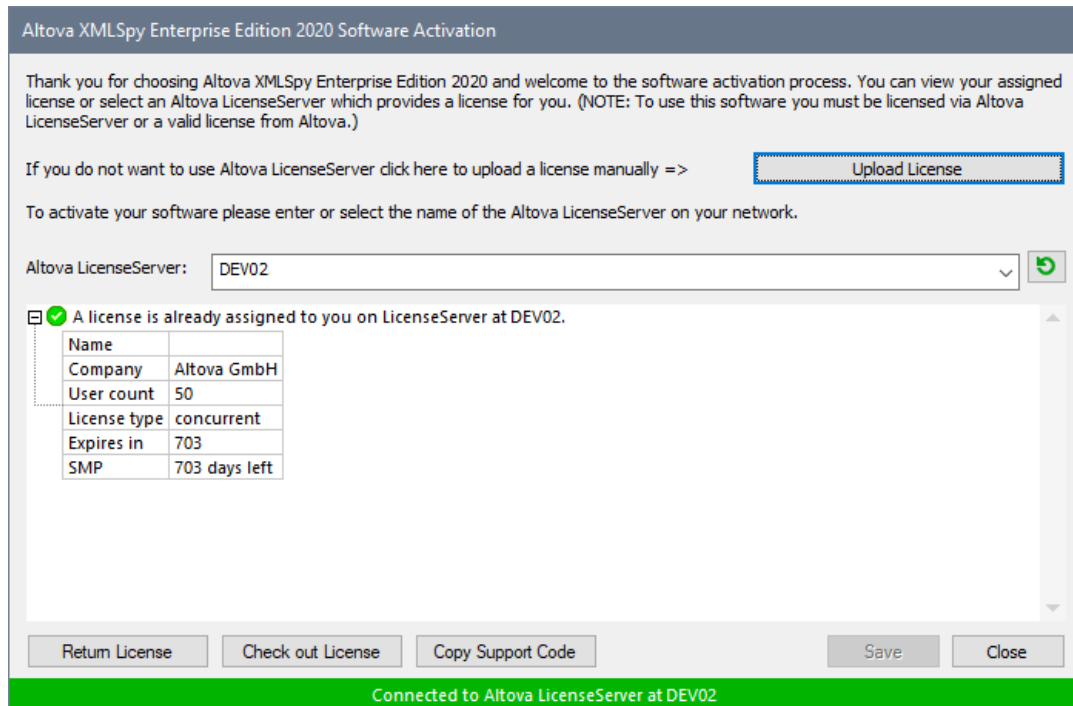 Altova XMLSpy Enterprise Edition 2020 Software Activation
Thank you for choosing Altova XMLSpy Enterprise Edition 2020 and welcome to the software activation process. You can view your assigned
license or select an Altova LicenseServer which provides a license for you. (NOTE: To use this software you must be licensed via Altova
LicenseServer or a valid license from Altova.)
If you do not want to use Altova LicenseServer click here to upload a license manually => Upload License
To activate your software please enter or select the name of the Altova LicenseServer on your network.
Altova LicenseServer: DEV02
A license is already assigned to you on LicenseServer at DEV02.
Name
Company Altova GmbH
User count 50
License type concurrent
Expires in 703
SMP 703 days left
Return License Check out License Copy Support Code Save Close
Connected to Altova LicenseServer at DEV02